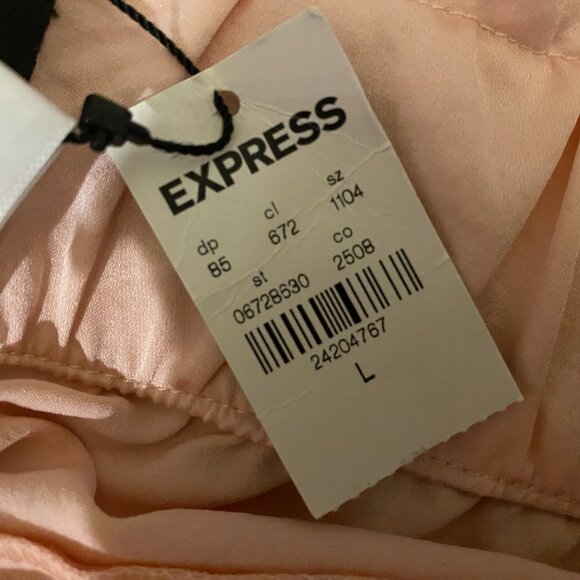 EXPRESS
dp cl sz
85 672 1104
st co
06728630 2508
24204767
L